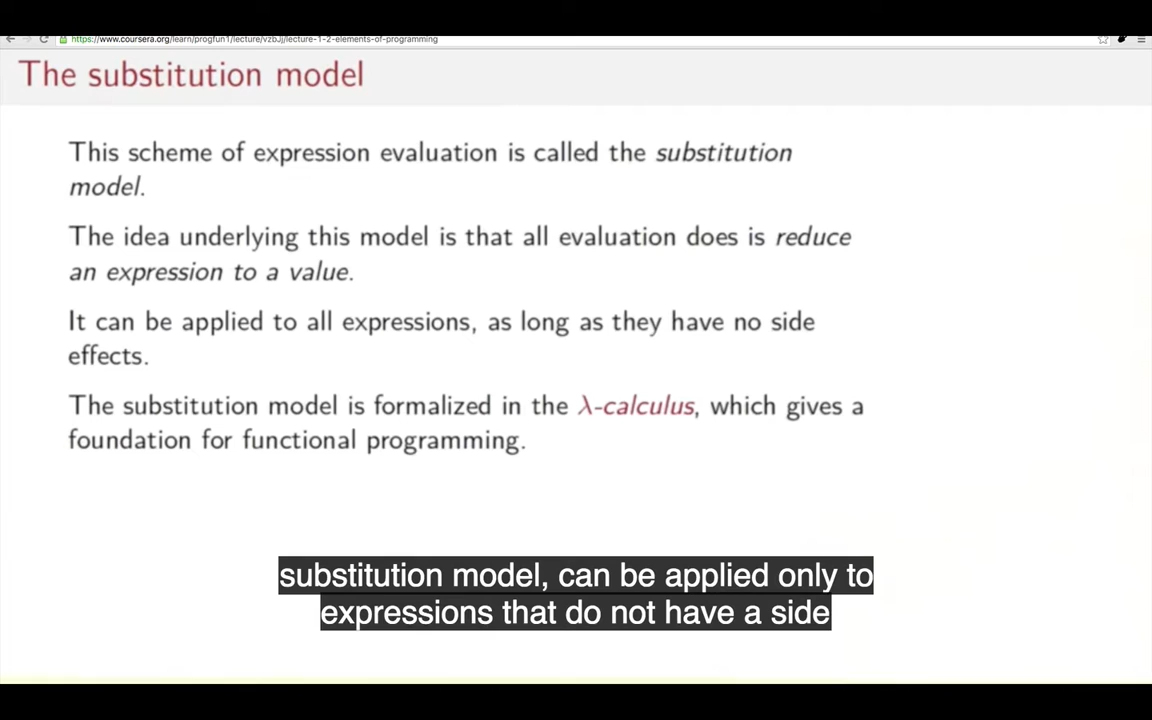 https://www.coursera.org/learn/progfun1/lecture/vzbJj/lecture-1-2-elements-of-programming
The substitution model
This scheme of expression evaluation is called the substitution
model.
The idea underlying this model is that all evaluation does is reduce
an expression to a value.
It can be applied to all expressions, as long as they have no side
effects.
The substitution model is formalized in the λ-calculus, which gives a
foundation for functional programming.
substitution model, can be applied only to
expressions that do not have a side